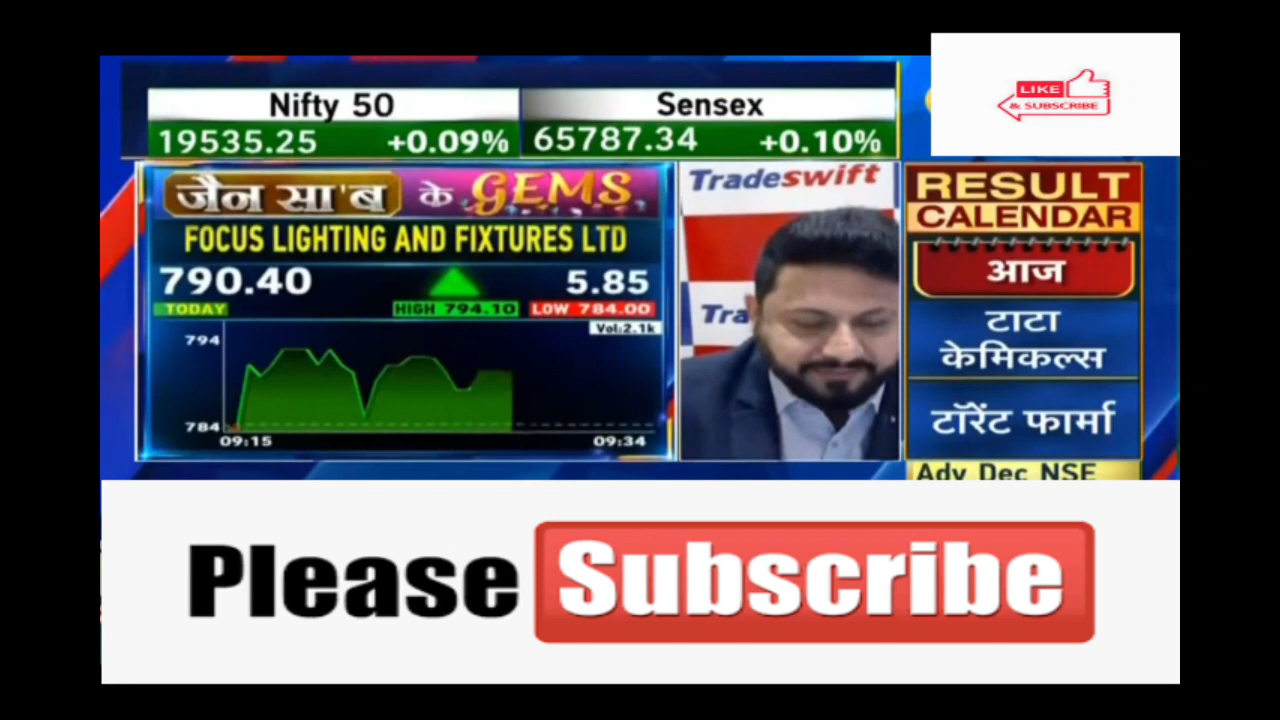 LIKE
& SUBSCRIBE
Nifty 50
19535.25 +0.09%
Sensex
65787.34 +0.10%
जैन सा'ब के GEMS
FOCUS LIGHTING AND FIXTURES LTD
790.40 5.85
TODAY HIGH 794.10 LOW 784.00
Vol:2.1k
794
784
09:15 09:34
Tradeswift
Tra
RESULT
CALENDAR
आज
टाटा
केमिकल्स
टॉरेंट फार्मा
Adv Dec NSE
Please Subscribe